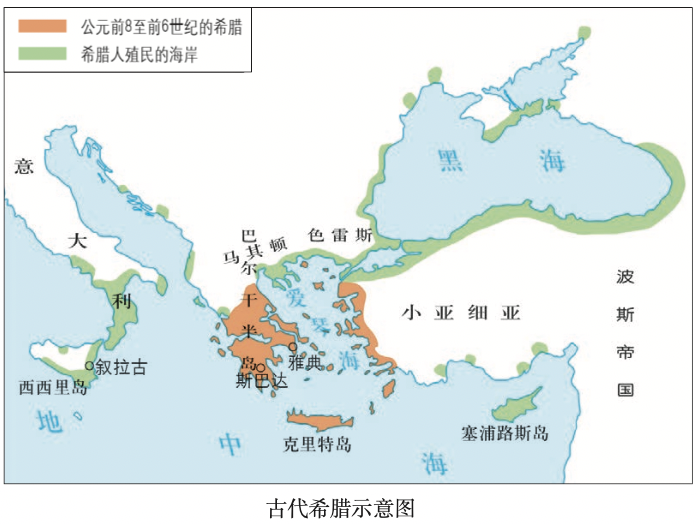 公元前8至前6世纪的希腊
希腊人殖民的海岸
黑海
意大利
巴尔干半岛
马其顿
色雷斯
爱琴海
小亚细亚
波斯帝国
雅典
斯巴达
叙拉古
西西里岛
克里特岛
塞浦路斯岛
地中海
古代希腊示意图